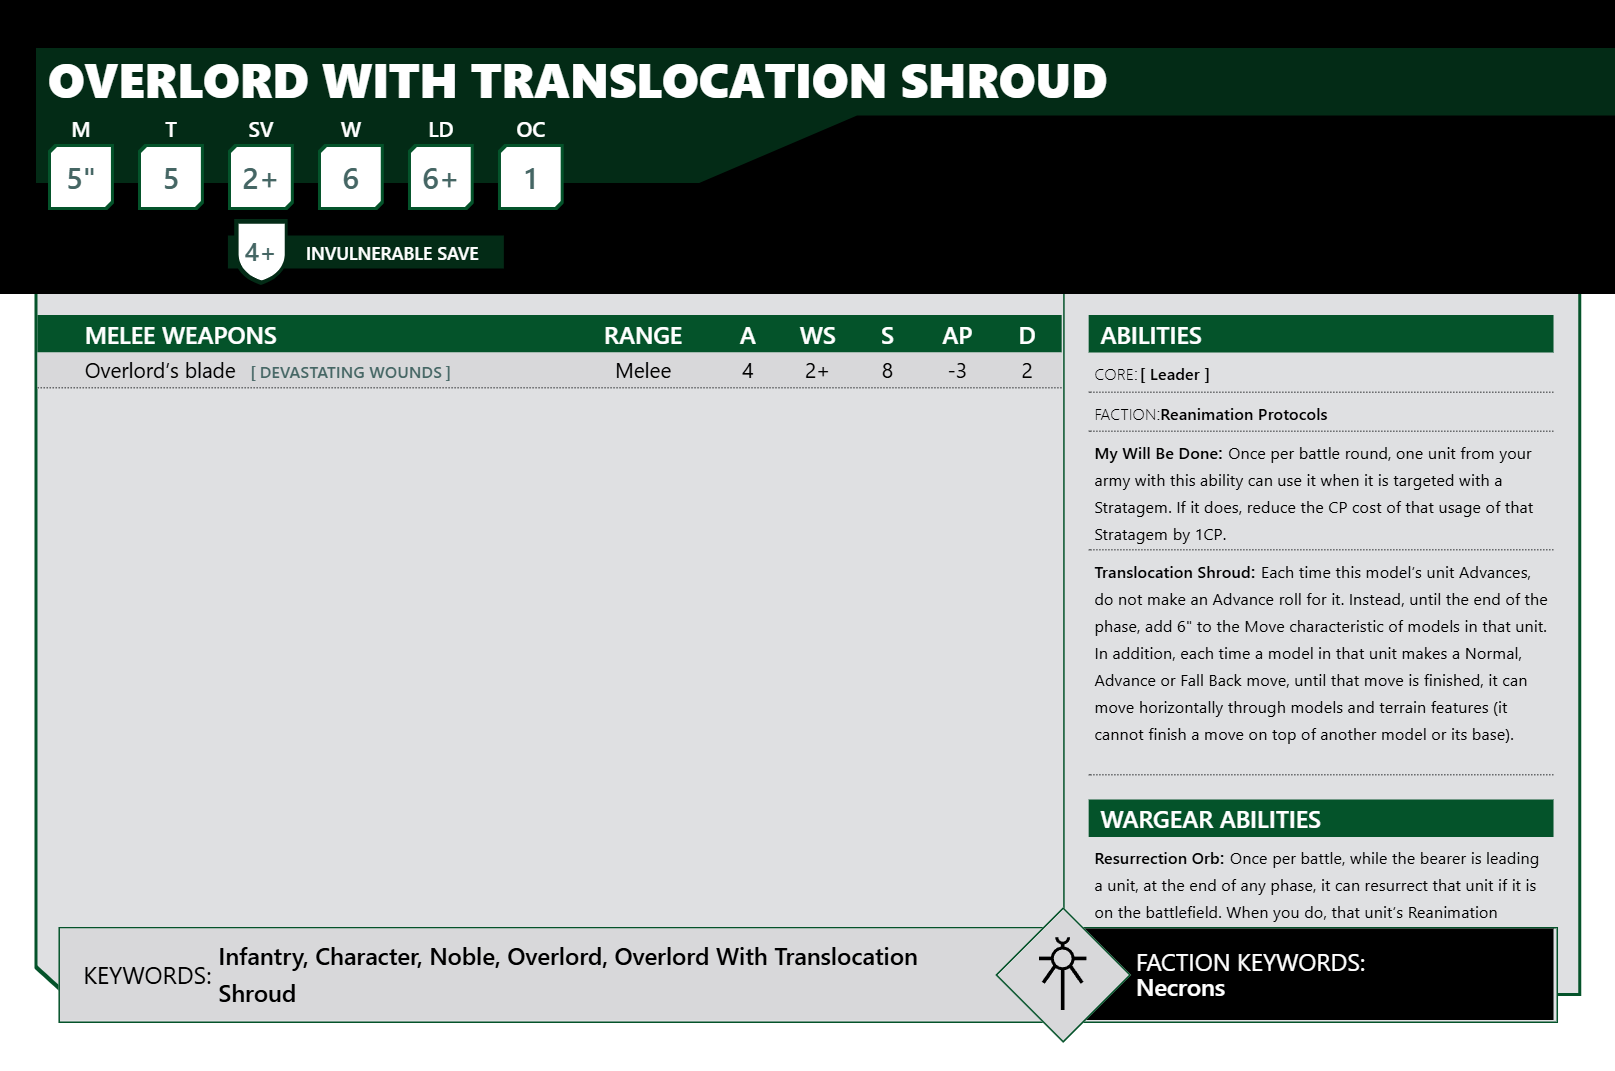 OVERLORD WITH TRANSLOCATION SHROUD
M T SV W LD OC
5" 5 2+ 6 6+ 1
4+ INVULNERABLE SAVE
MELEE WEAPONS RANGE A WS S AP D
Overlord’s blade [ DEVASTATING WOUNDS ] Melee 4 2+ 8 -3 2
ABILITIES
CORE: [ Leader ]
FACTION:Reanimation Protocols
My Will Be Done: Once per battle round, one unit from your
army with this ability can use it when it is targeted with a
Stratagem. If it does, reduce the CP cost of that usage of that
Stratagem by 1CP.
Translocation Shroud: Each time this model’s unit Advances,
do not make an Advance roll for it. Instead, until the end of the
phase, add 6" to the Move characteristic of models in that unit.
In addition, each time a model in that unit makes a Normal,
Advance or Fall Back move, until that move is finished, it can
move horizontally through models and terrain features (it
cannot finish a move on top of another model or its base).
WARGEAR ABILITIES
Resurrection Orb: Once per battle, while the bearer is leading
a unit, at the end of any phase, it can resurrect that unit if it is
on the battlefield. When you do, that unit’s Reanimation
KEYWORDS: Infantry, Character, Noble, Overlord, Overlord With Translocation
Shroud
FACTION KEYWORDS:
Necrons